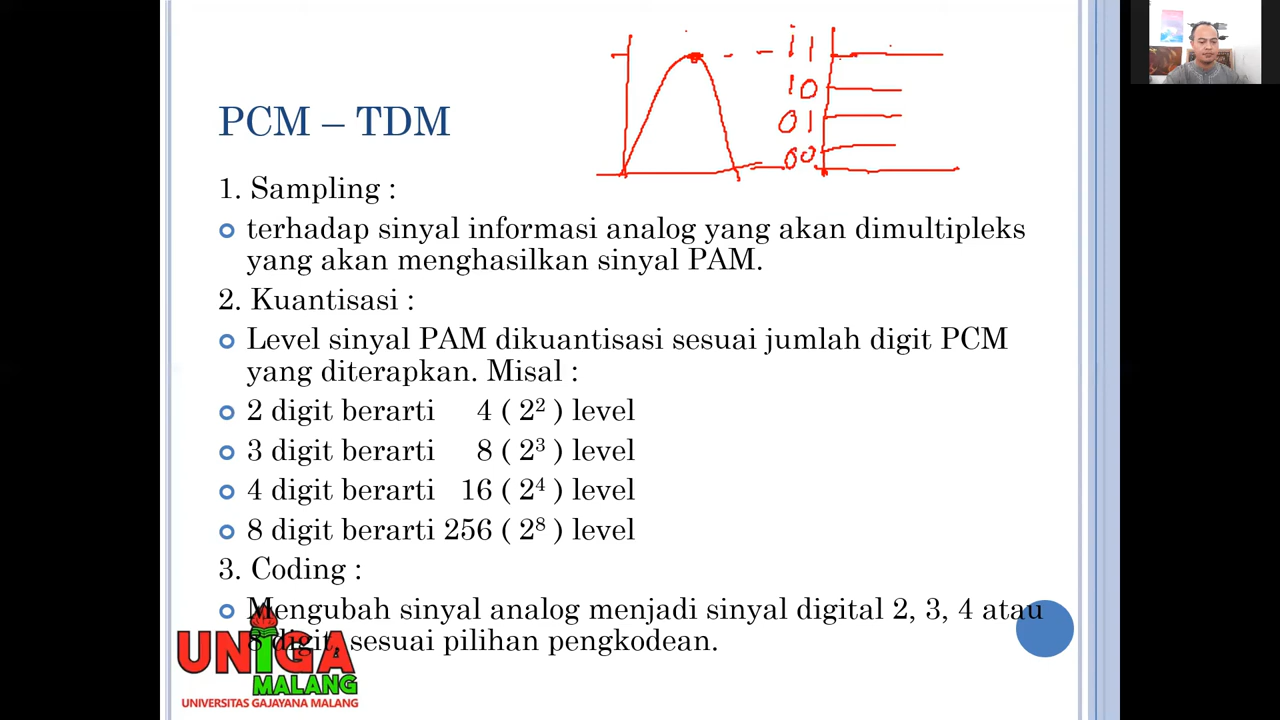 11
10
01
00
PCM – TDM
1. Sampling :
terhadap sinyal informasi analog yang akan dimultipleks
yang akan menghasilkan sinyal PAM.
2. Kuantisasi :
Level sinyal PAM dikuantisasi sesuai jumlah digit PCM
yang diterapkan. Misal :
2 digit berarti 4 ( 2² ) level
3 digit berarti 8 ( 2³ ) level
4 digit berarti 16 ( 2⁴ ) level
8 digit berarti 256 ( 2⁸ ) level
3. Coding :
Mengubah sinyal analog menjadi sinyal digital 2, 3, 4 atau
8 digit, sesuai pilihan pengkodean.
UNIGA
MALANG
UNIVERSITAS GAJAYANA MALANG